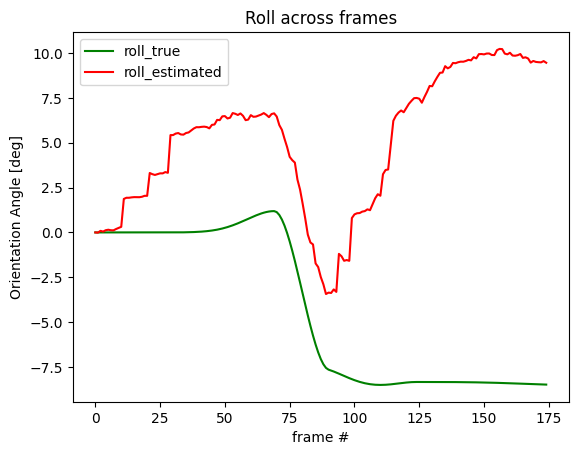 Roll across frames
roll_true
roll_estimated
Orientation Angle [deg]
10.0
7.5
5.0
2.5
0.0
−2.5
−5.0
−7.5
0 25 50 75 100 125 150 175
frame #